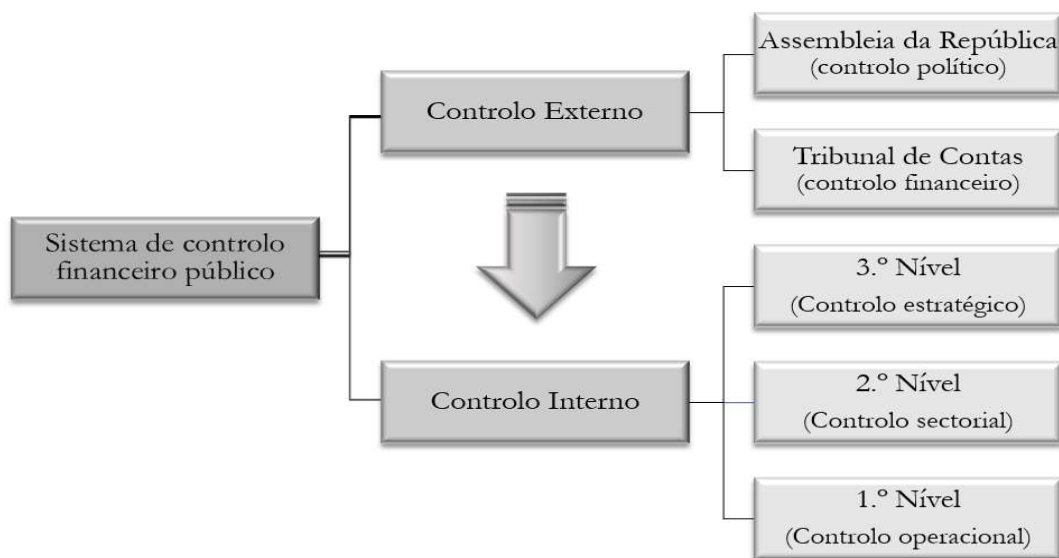 Sistema de controlo
financeiro público
Controlo Externo
Assembleia da República
(controlo político)
Tribunal de Contas
(controlo financeiro)
Controlo Interno
3.º Nível
(Controlo estratégico)
2.º Nível
(Controlo sectorial)
1.º Nível
(Controlo operacional)